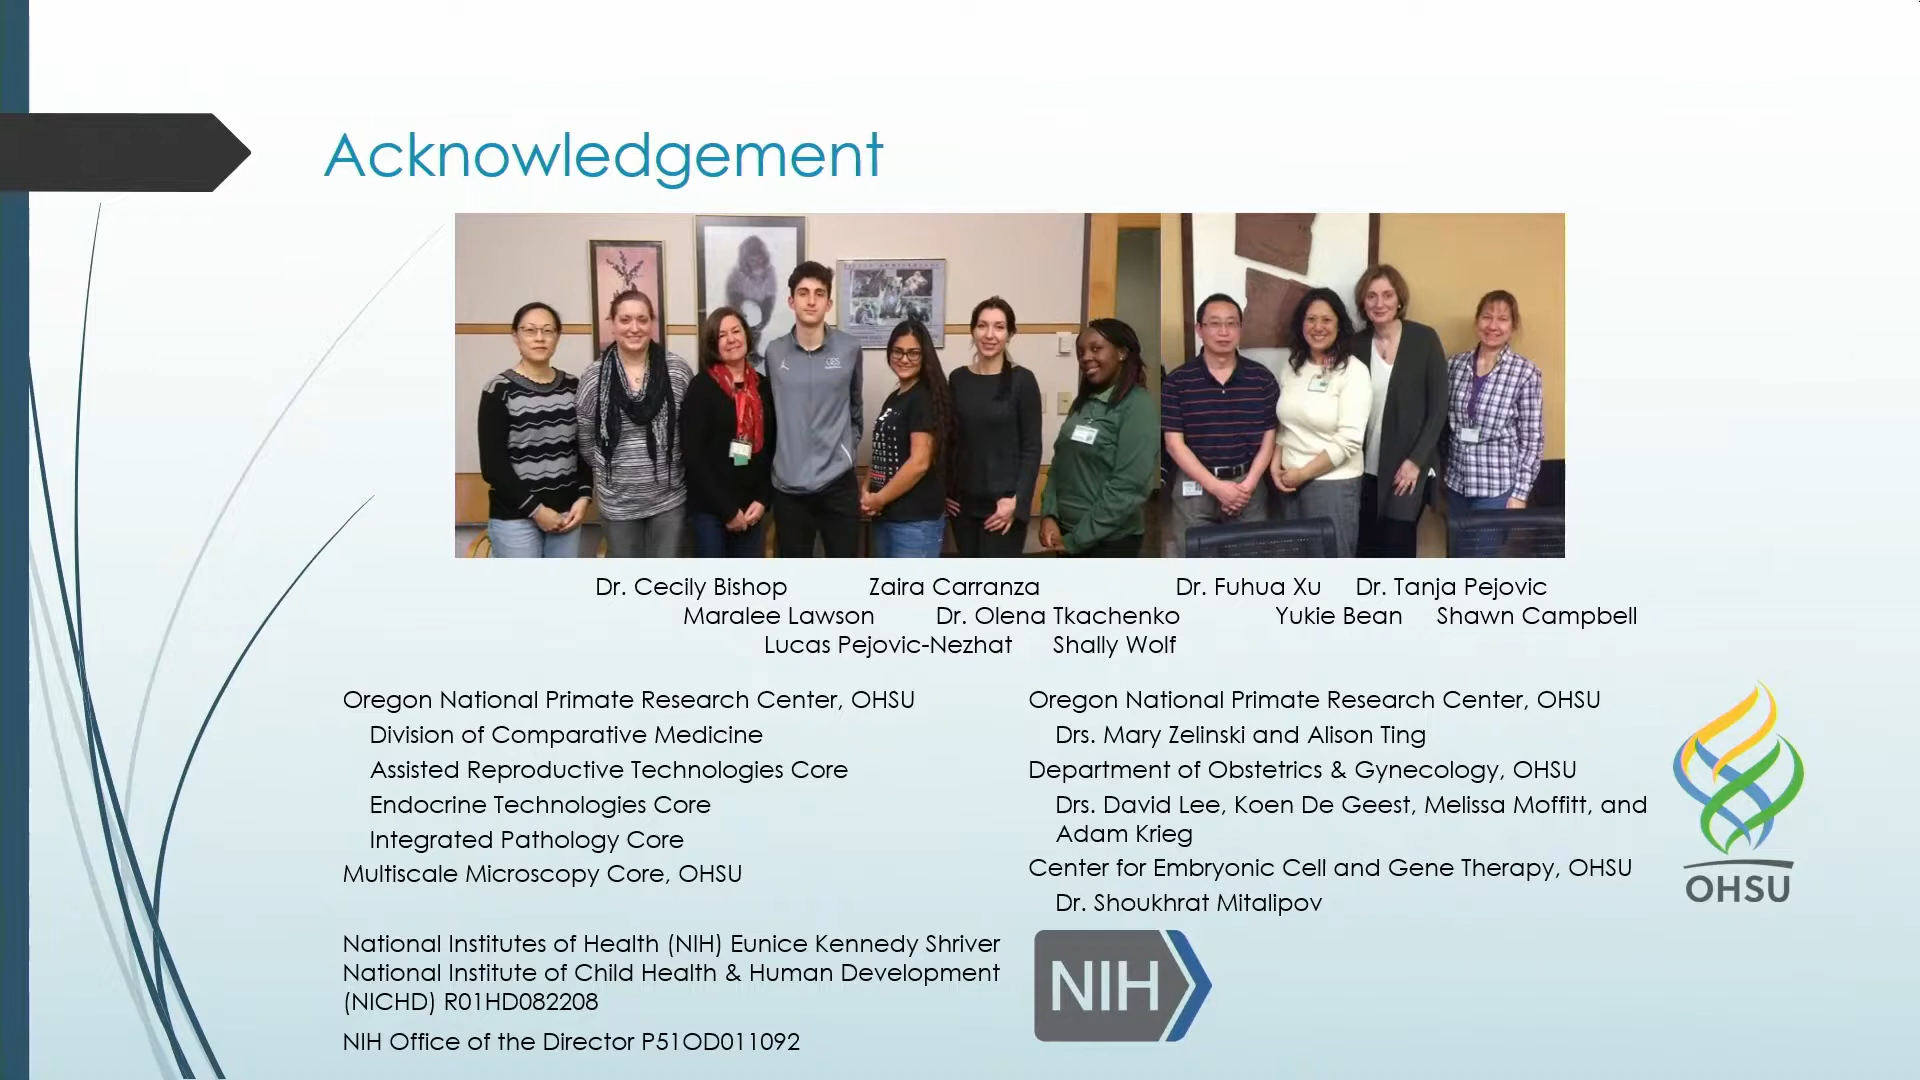 Acknowledgement
Dr. Cecily Bishop Zaira Carranza Dr. Fuhua Xu Dr. Tanja Pejovic
Maralee Lawson Dr. Olena Tkachenko Yukie Bean Shawn Campbell
Lucas Pejovic-Nezhat Shally Wolf
Oregon National Primate Research Center, OHSU
Division of Comparative Medicine
Assisted Reproductive Technologies Core
Endocrine Technologies Core
Integrated Pathology Core
Multiscale Microscopy Core, OHSU
National Institutes of Health (NIH) Eunice Kennedy Shriver
National Institute of Child Health & Human Development
(NICHD) R01HD082208
NIH Office of the Director P51OD011092
Oregon National Primate Research Center, OHSU
Drs. Mary Zelinski and Alison Ting
Department of Obstetrics & Gynecology, OHSU
Drs. David Lee, Koen De Geest, Melissa Moffitt, and
Adam Krieg
Center for Embryonic Cell and Gene Therapy, OHSU
Dr. Shoukhrat Mitalipov
NIH
OHSU